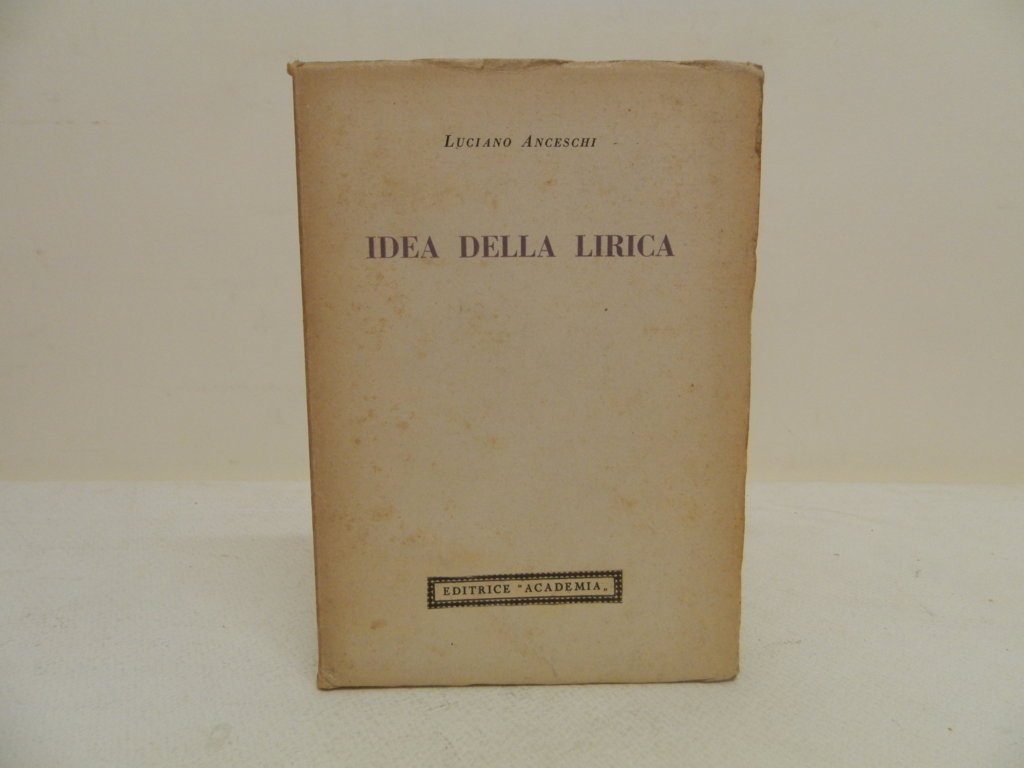 LUCIANO ANCESCHI
IDEA DELLA LIRICA
EDITRICE "ACADEMIA„